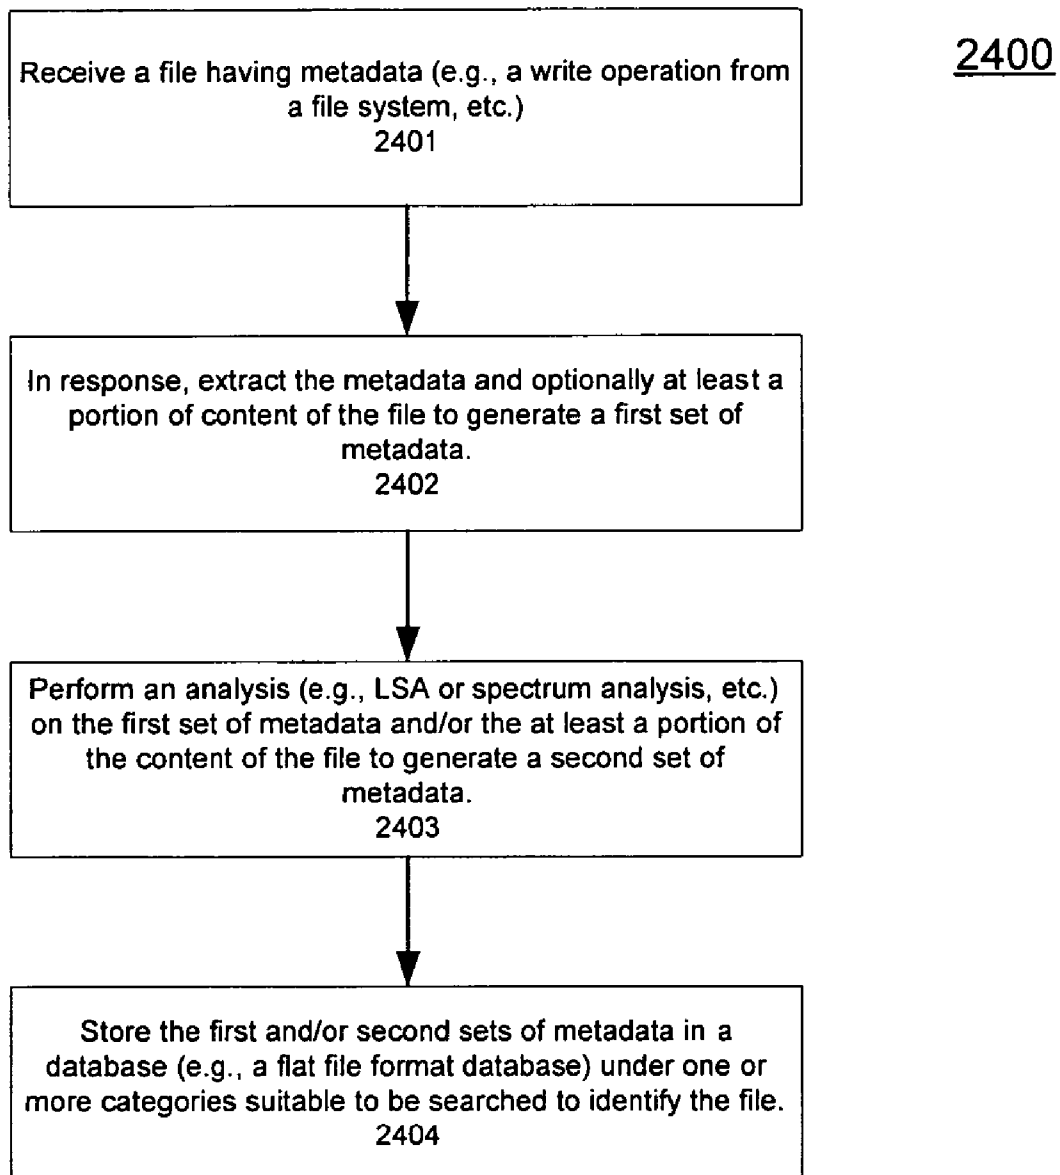 2400
Receive a file having metadata (e.g., a write operation from
a file system, etc.)
2401
In response, extract the metadata and optionally at least a
portion of content of the file to generate a first set of
metadata.
2402
Perform an analysis (e.g., LSA or spectrum analysis, etc.)
on the first set of metadata and/or the at least a portion of
the content of the file to generate a second set of
metadata.
2403
Store the first and/or second sets of metadata in a
database (e.g., a flat file format database) under one or
more categories suitable to be searched to identify the file.
2404